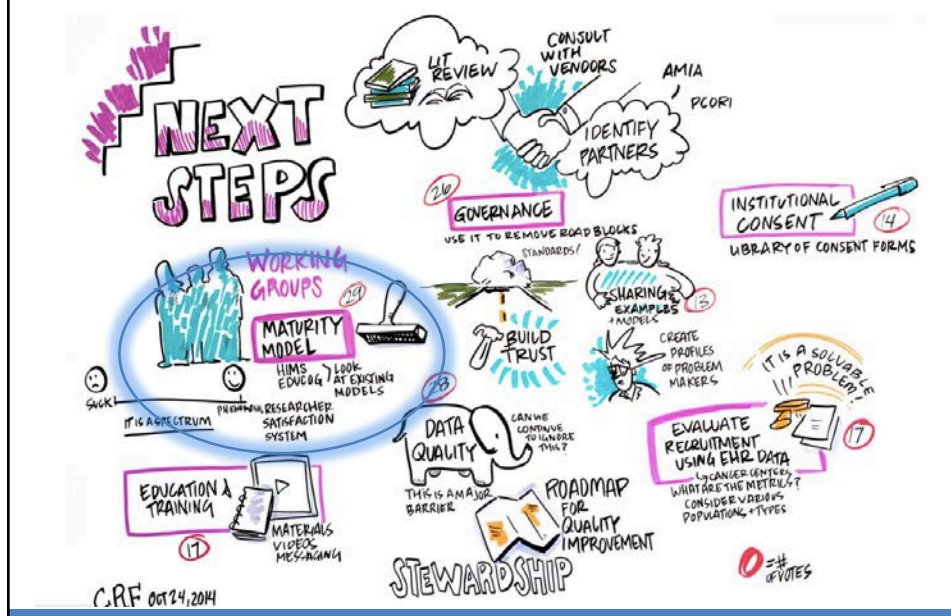 NEXT
STEPS
LIT
REVIEW
CONSULT
WITH
VENDORS
IDENTIFY
PARTNERS
AMIA
PCORI
26
GOVERNANCE
USE IT TO REMOVE ROADBLOCKS
INSTITUTIONAL
CONSENT
14
LIBRARY OF CONSENT FORMS
WORKING
GROUPS
29
MATURITY
MODEL
HIMS
EDUCOG
LOOK
AT EXISTING
MODELS
SUCK
PHENOMENAL
IT IS A SPECTRUM
RESEARCHER
SATISFACTION
SYSTEM
STANDARDS!
BUILD
TRUST
SHARING
EXAMPLES
+ MODELS
13
CREATE
PROFILES
OF PROBLEM
MAKERS
28
DATA
QUALITY
CAN WE
CONTINUE
TO IGNORE
THIS?
THIS IS A MAJOR
BARRIER
IT IS A SOLVABLE
PROBLEM!
EVALUATE
RECRUITMENT
USING EHR DATA
17
↳ CANCER CENTERS
WHAT ARE THE METRICS?
CONSIDER VARIOUS
POPULATIONS + TYPES
EDUCATION &
TRAINING
17
MATERIALS
VIDEOS
MESSAGING
ROADMAP
FOR
QUALITY
IMPROVEMENT
STEWARDSHIP
= #
OF VOTES
CRF OCT 24, 2014